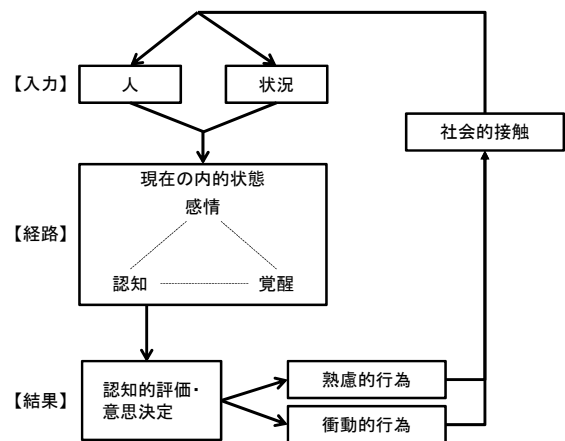 【入力】
人
状況
社会的接触
現在の内的状態
感情
【経路】
認知
覚醒
【結果】
認知的評価・
意思決定
熟慮的行為
衝動的行為